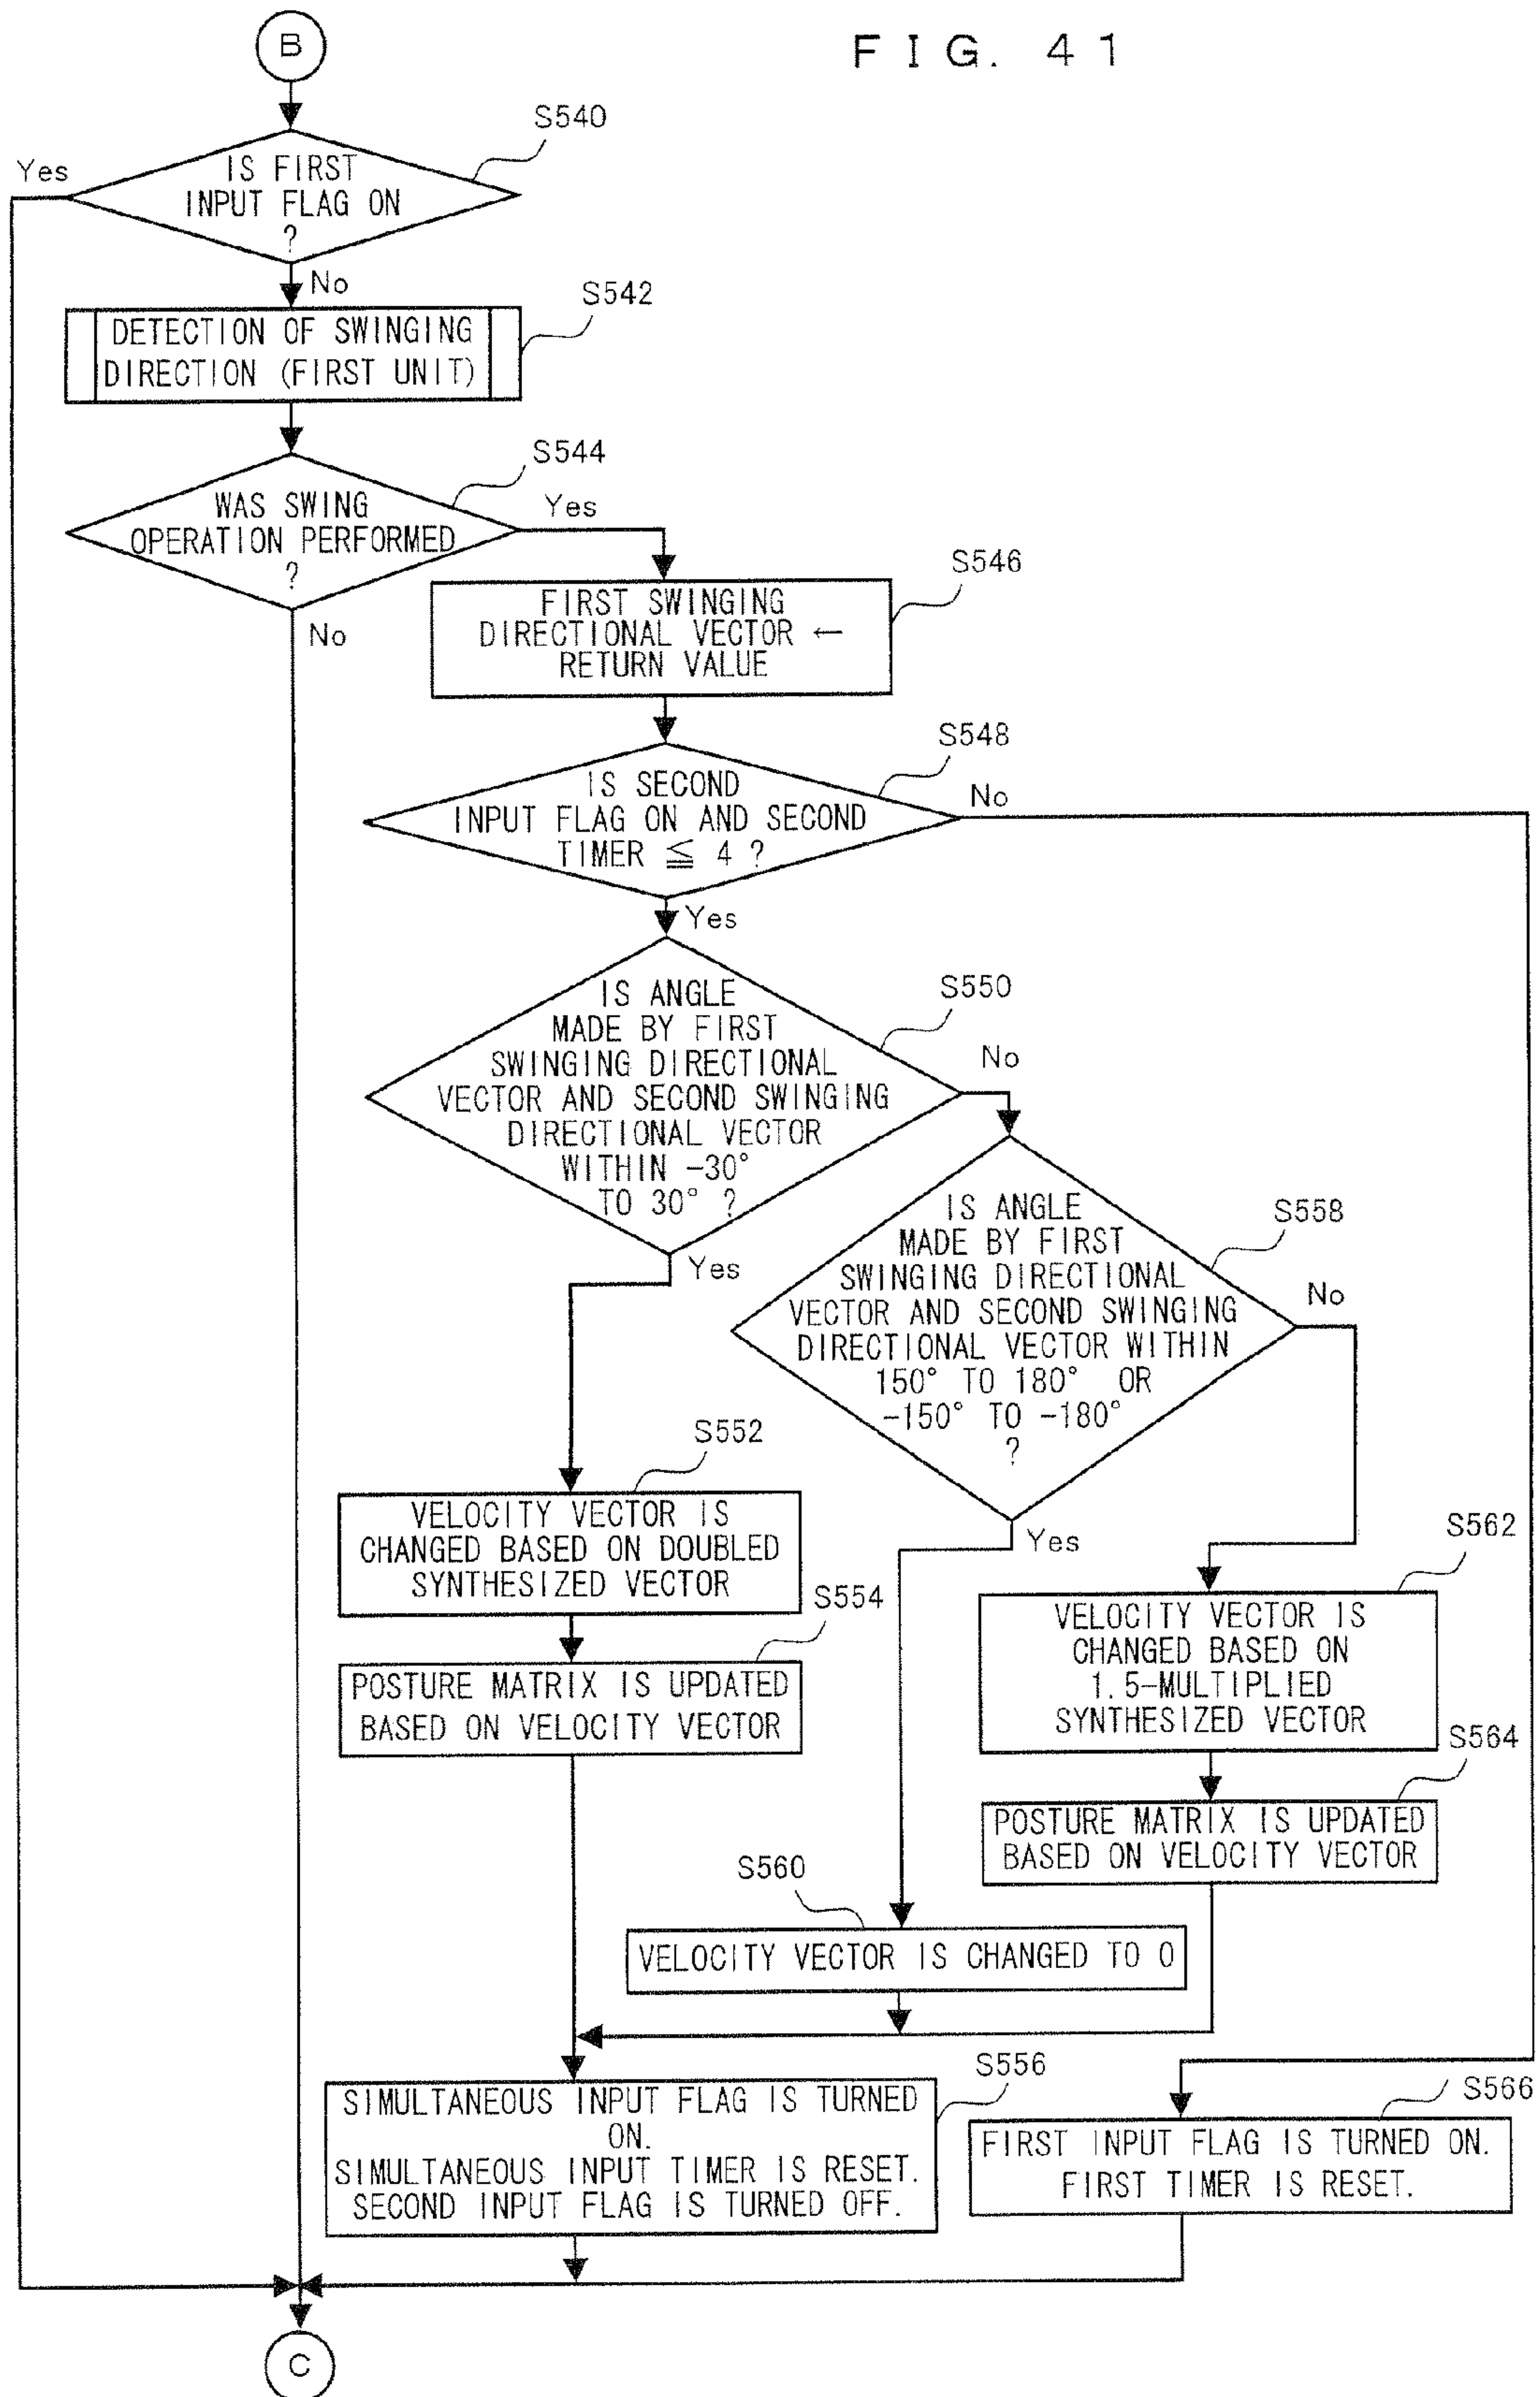 FIG. 41
B
S540
Yes
IS FIRST
INPUT FLAG ON
?
No
S542
DETECTION OF SWINGING
DIRECTION (FIRST UNIT)
S544
WAS SWING
OPERATION PERFORMED
?
Yes
No
S546
FIRST SWINGING
DIRECTIONAL VECTOR ←
RETURN VALUE
S548
IS SECOND
INPUT FLAG ON AND SECOND
TIMER ≦ 4 ?
No
Yes
S550
IS ANGLE
MADE BY FIRST
SWINGING DIRECTIONAL
VECTOR AND SECOND SWINGING
DIRECTIONAL VECTOR
WITHIN -30°
TO 30° ?
No
Yes
S558
IS ANGLE
MADE BY FIRST
SWINGING DIRECTIONAL
VECTOR AND SECOND SWINGING
DIRECTIONAL VECTOR WITHIN
150° TO 180° OR
-150° TO -180°
?
No
Yes
S552
VELOCITY VECTOR IS
CHANGED BASED ON DOUBLED
SYNTHESIZED VECTOR
S554
POSTURE MATRIX IS UPDATED
BASED ON VELOCITY VECTOR
S562
VELOCITY VECTOR IS
CHANGED BASED ON
1.5-MULTIPLIED
SYNTHESIZED VECTOR
S564
POSTURE MATRIX IS UPDATED
BASED ON VELOCITY VECTOR
S560
VELOCITY VECTOR IS CHANGED TO 0
S556
SIMULTANEOUS INPUT FLAG IS TURNED
ON.
SIMULTANEOUS INPUT TIMER IS RESET.
SECOND INPUT FLAG IS TURNED OFF.
S566
FIRST INPUT FLAG IS TURNED ON.
FIRST TIMER IS RESET.
C